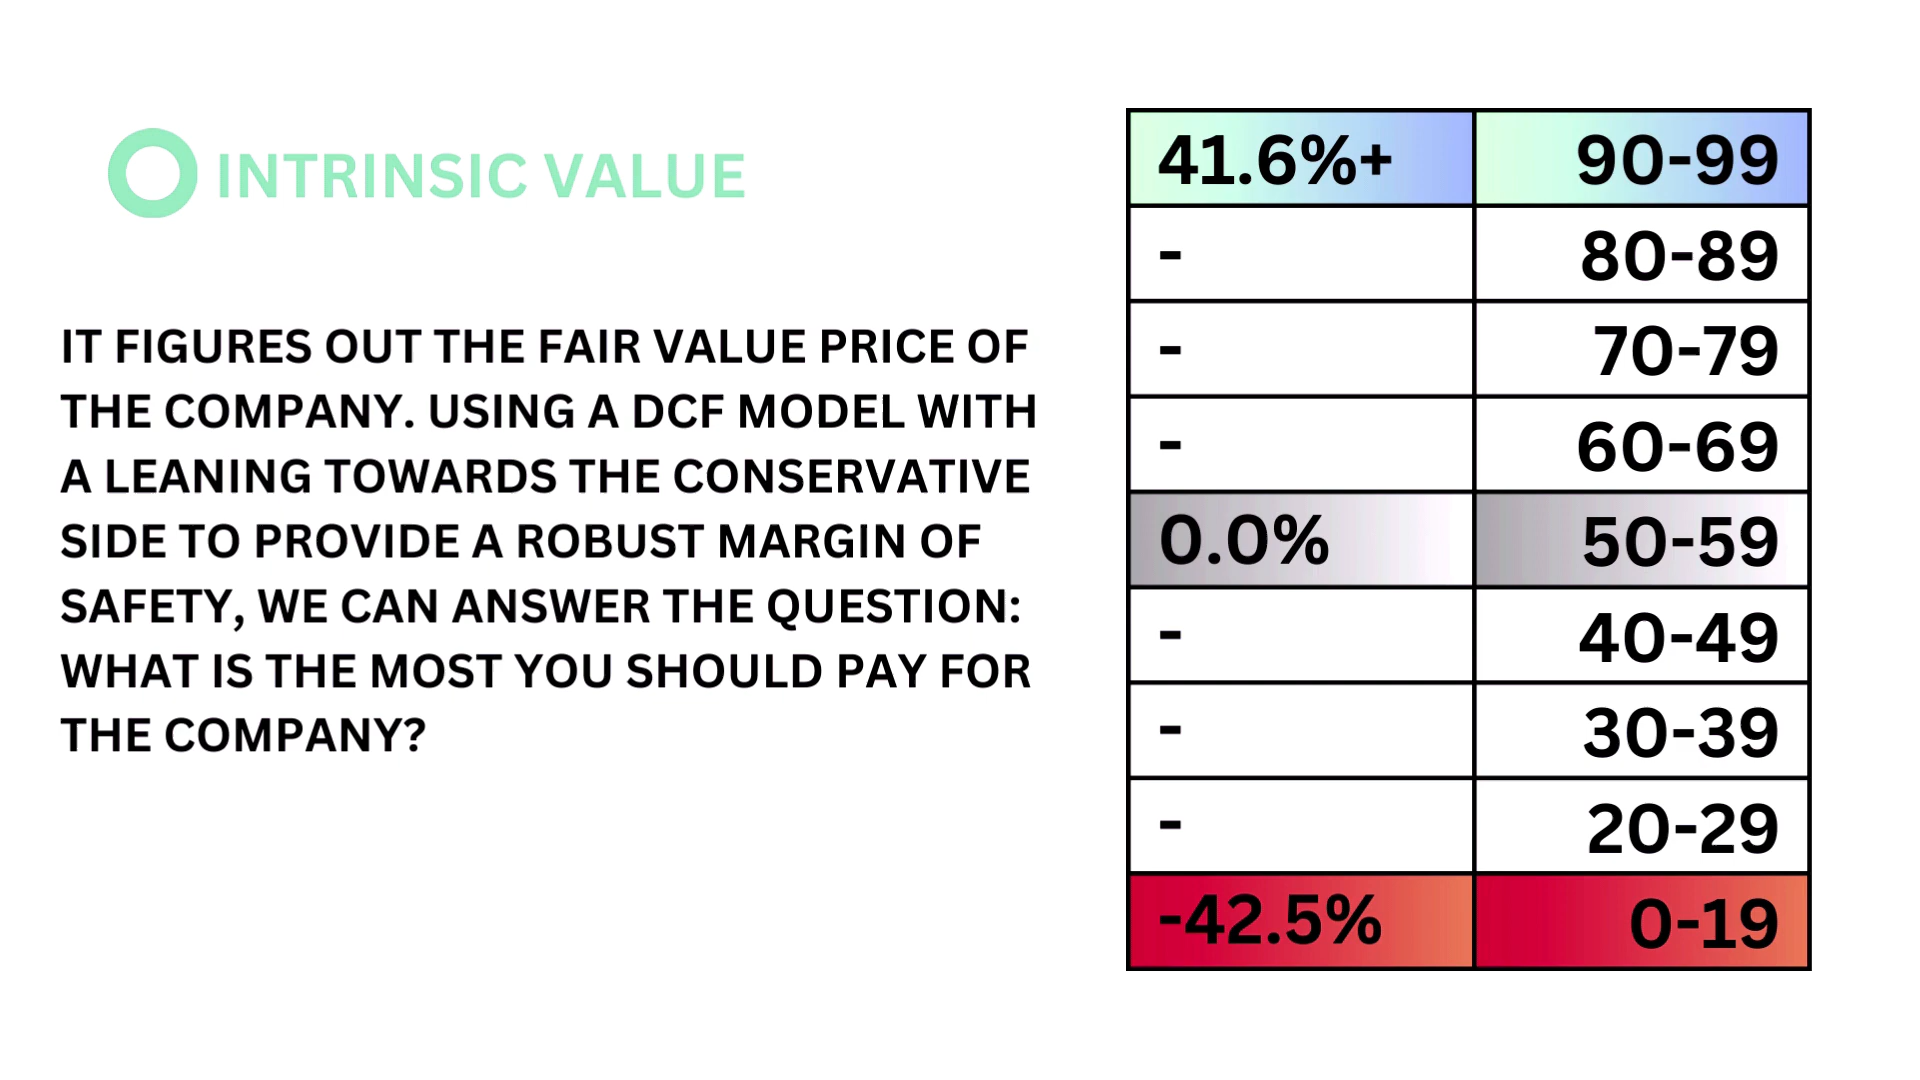 INTRINSIC VALUE
IT FIGURES OUT THE FAIR VALUE PRICE OF
THE COMPANY. USING A DCF MODEL WITH
A LEANING TOWARDS THE CONSERVATIVE
SIDE TO PROVIDE A ROBUST MARGIN OF
SAFETY, WE CAN ANSWER THE QUESTION:
WHAT IS THE MOST YOU SHOULD PAY FOR
THE COMPANY?
41.6%+ 90-99
- 80-89
- 70-79
- 60-69
0.0% 50-59
- 40-49
- 30-39
- 20-29
-42.5% 0-19